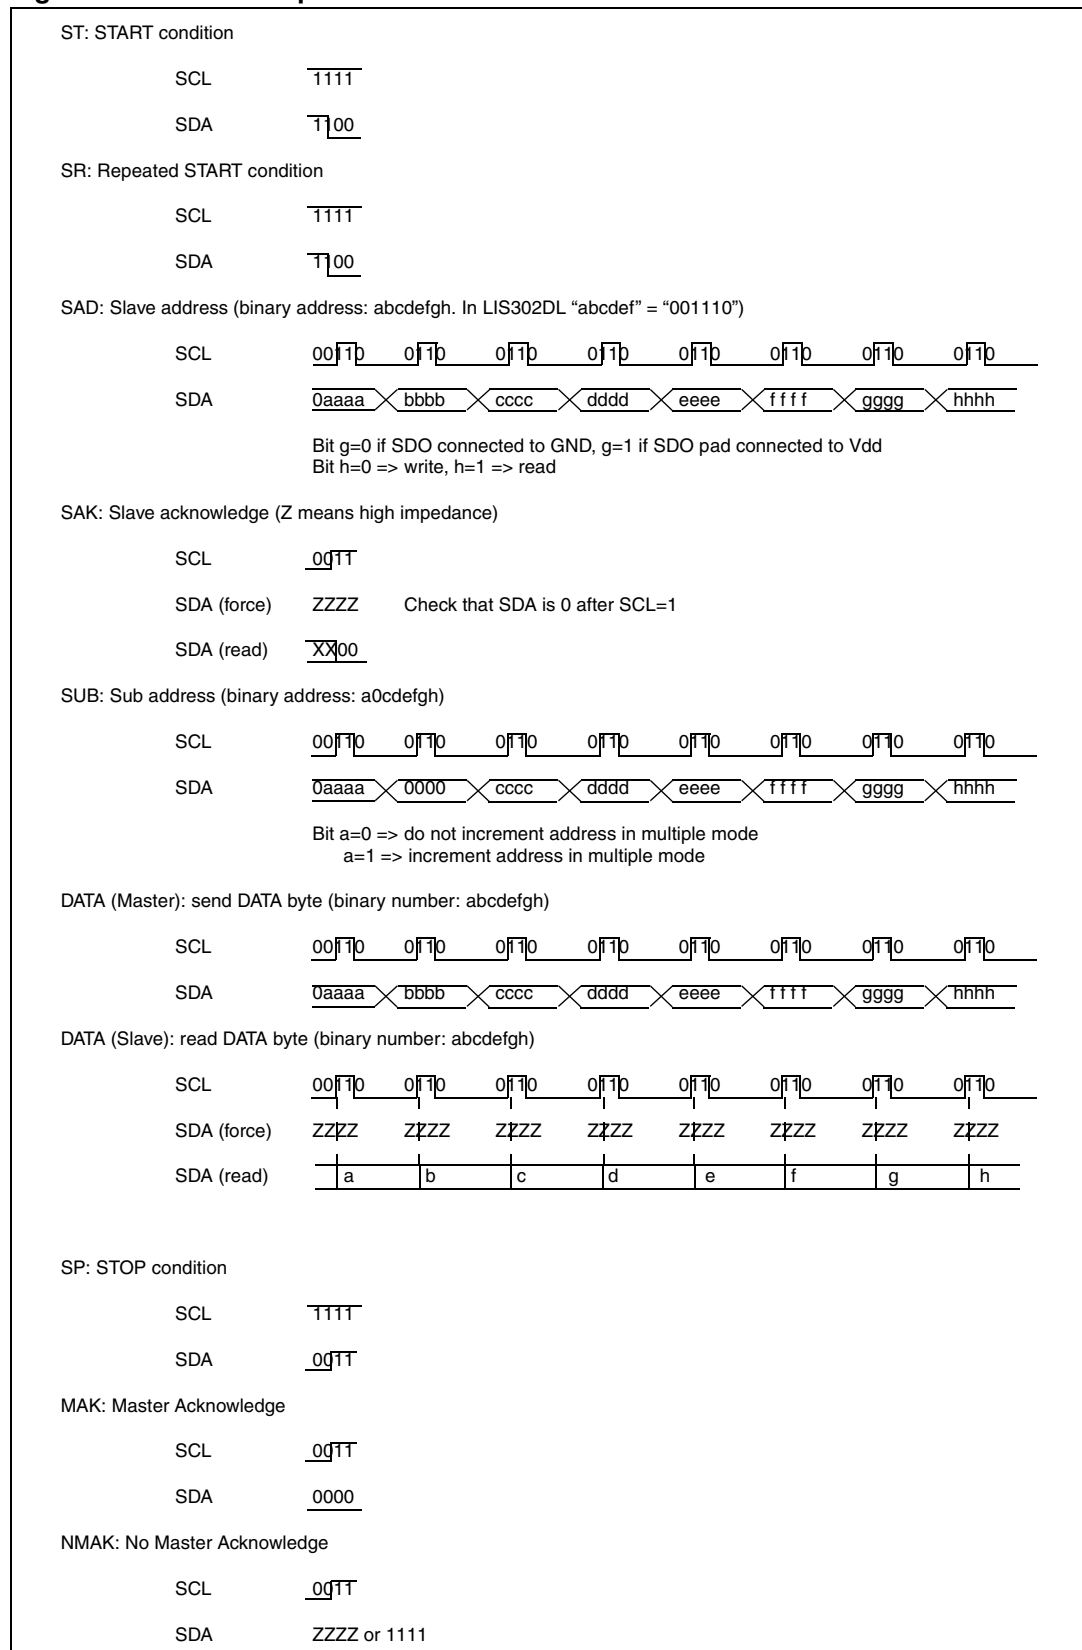 ST: START condition
SCL 1111
SDA 1100
SR: Repeated START condition
SCL 1111
SDA 1100
SAD: Slave address (binary address: abcdefgh. In LIS302DL “abcdef” = “001110”)
SCL 00110 0110 0110 0110 0110 0110 0110 0110
SDA 0aaaa bbbb cccc dddd eeee ffff gggg hhhh
Bit g=0 if SDO connected to GND, g=1 if SDO pad connected to Vdd
Bit h=0 => write, h=1 => read
SAK: Slave acknowledge (Z means high impedance)
SCL 0011
SDA (force) ZZZZ Check that SDA is 0 after SCL=1
SDA (read) XX00
SUB: Sub address (binary address: a0cdefgh)
SCL 00110 0110 0110 0110 0110 0110 0110 0110
SDA 0aaaa 0000 cccc dddd eeee ffff gggg hhhh
Bit a=0 => do not increment address in multiple mode
a=1 => increment address in multiple mode
DATA (Master): send DATA byte (binary number: abcdefgh)
SCL 00110 0110 0110 0110 0110 0110 0110 0110
SDA 0aaaa bbbb cccc dddd eeee ffff gggg hhhh
DATA (Slave): read DATA byte (binary number: abcdefgh)
SCL 00110 0110 0110 0110 0110 0110 0110 0110
SDA (force) ZZZZ ZZZZ ZZZZ ZZZZ ZZZZ ZZZZ ZZZZ ZZZZ
SDA (read) a b c d e f g h
SP: STOP condition
SCL 1111
SDA 0011
MAK: Master Acknowledge
SCL 0011
SDA 0000
NMAK: No Master Acknowledge
SCL 0011
SDA ZZZZ or 1111